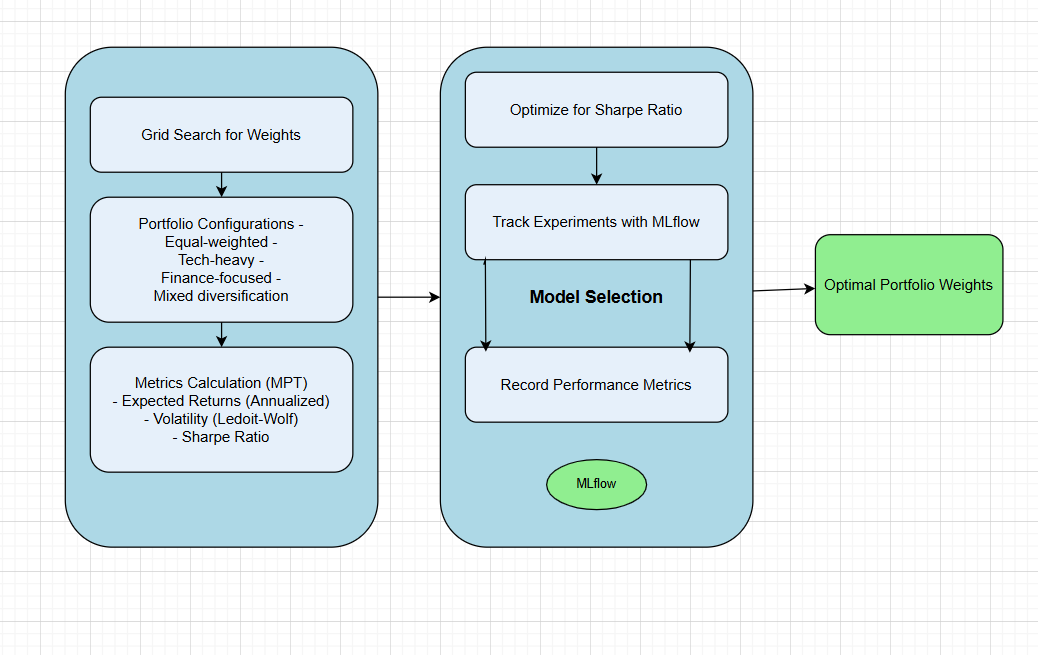 Grid Search for Weights
Portfolio Configurations -
Equal-weighted -
Tech-heavy -
Finance-focused -
Mixed diversification
Metrics Calculation (MPT)
- Expected Returns (Annualized)
- Volatility (Ledoit-Wolf)
- Sharpe Ratio
Optimize for Sharpe Ratio
Track Experiments with MLflow
Model Selection
Record Performance Metrics
MLflow
Optimal Portfolio Weights